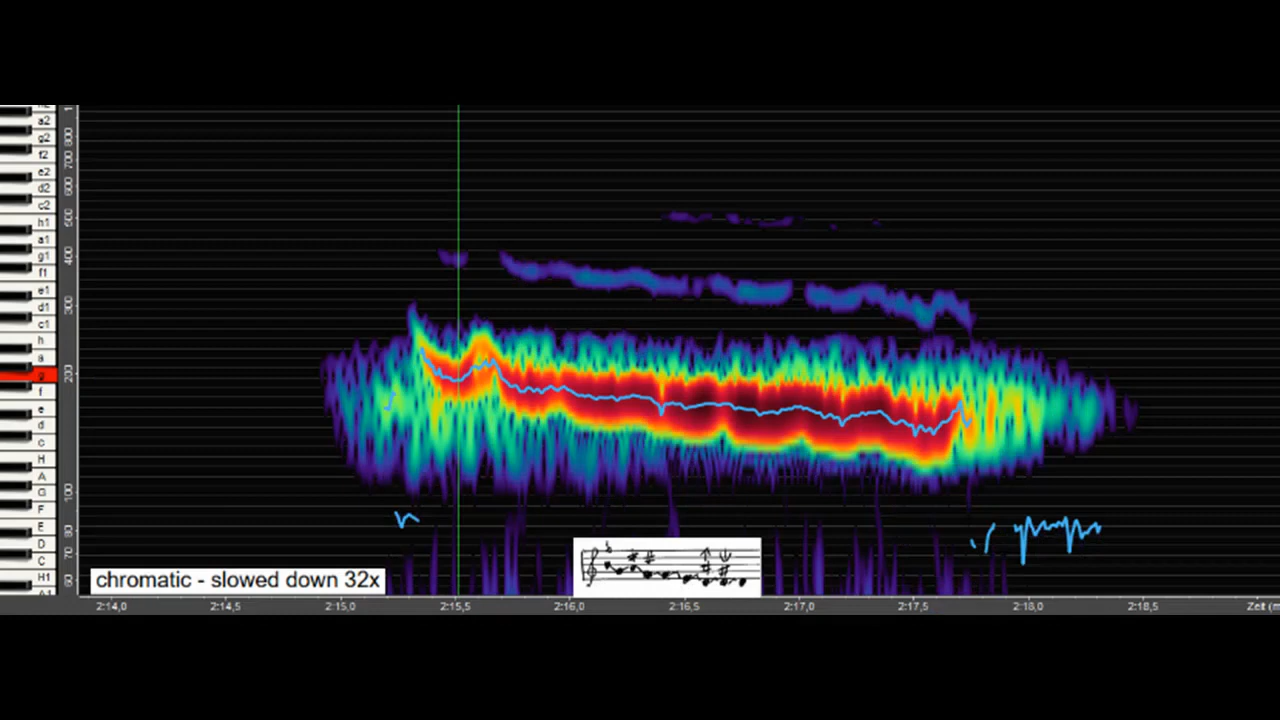 a2
g2
f2
e2
d2
c2
h1
a1
g1
f1
e1
d1
c1
h
a
g
f
e
d
c
H
A
G
F
E
D
C
H1
A1
800
700
600
500
400
300
200
100
80
70
60
chromatic - slowed down 32x
2:14,0 2:14,5 2:15,0 2:15,5 2:16,0 2:16,5 2:17,0 2:17,5 2:18,0 2:18,5 Zeit (m